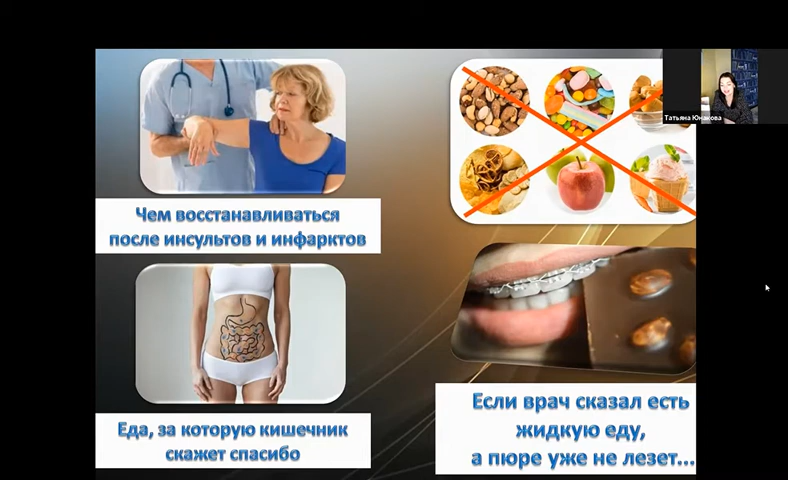 Татьяна Юнакова
Чем восстанавливаться
после инсультов и инфарктов
Еда, за которую кишечник
скажет спасибо
Если врач сказал есть
жидкую еду,
а пюре уже не лезет...